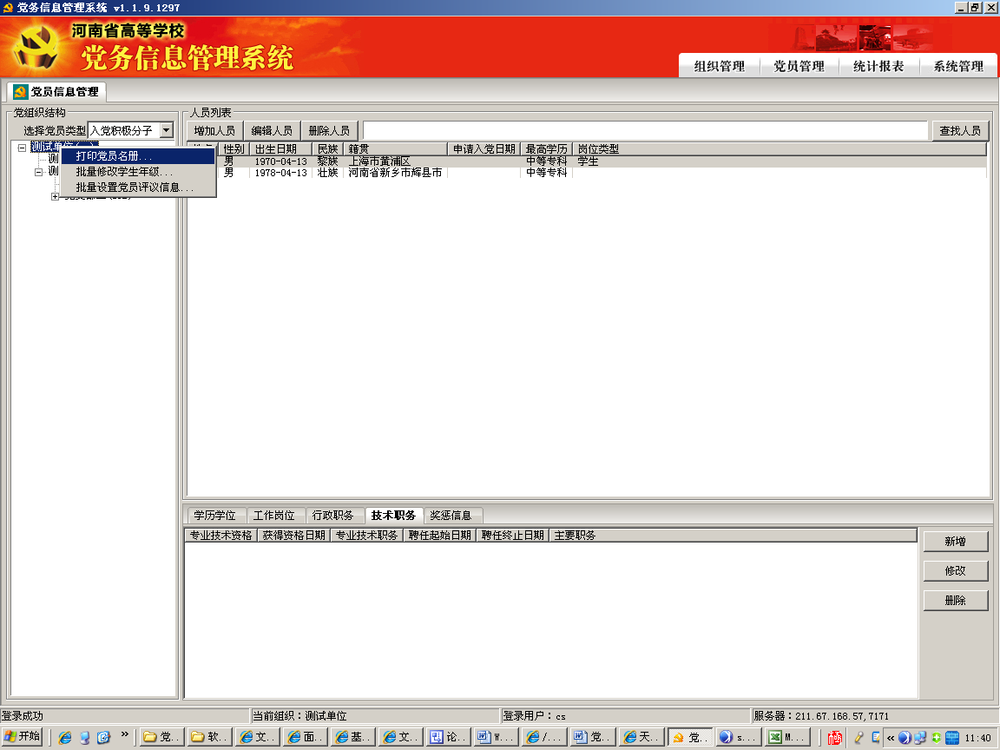 党务信息管理系统 v1.1.9.1297
河南省高等学校
党务信息管理系统
组织管理 党员管理 统计报表 系统管理
党员信息管理
党组织结构
选择党员类型 入党积极分子
测试单位
测
测
打印党员名册...
批量修改学生年级...
批量设置党员评议信息...
人员列表
增加人员 编辑人员 删除人员 查找人员
性别 出生日期 民族 籍贯 申请入党日期 最高学历 岗位类型
男 1970-04-13 黎族 上海市黄浦区 中等专科 学生
男 1978-04-13 壮族 河南省新乡市辉县市 中等专科
学历学位 工作岗位 行政职务 技术职务 奖惩信息
专业技术资格 获得资格日期 专业技术职务 聘任起始日期 聘任终止日期 主要职务
新增
修改
删除
登录成功 当前组织：测试单位 登录用户：cs 服务器：211.67.168.57,7171
开始 » 党.. 软.. 文.. 面.. 基.. 文.. 论.. W... /... 党.. 天.. 党.. s... M... « 11:40